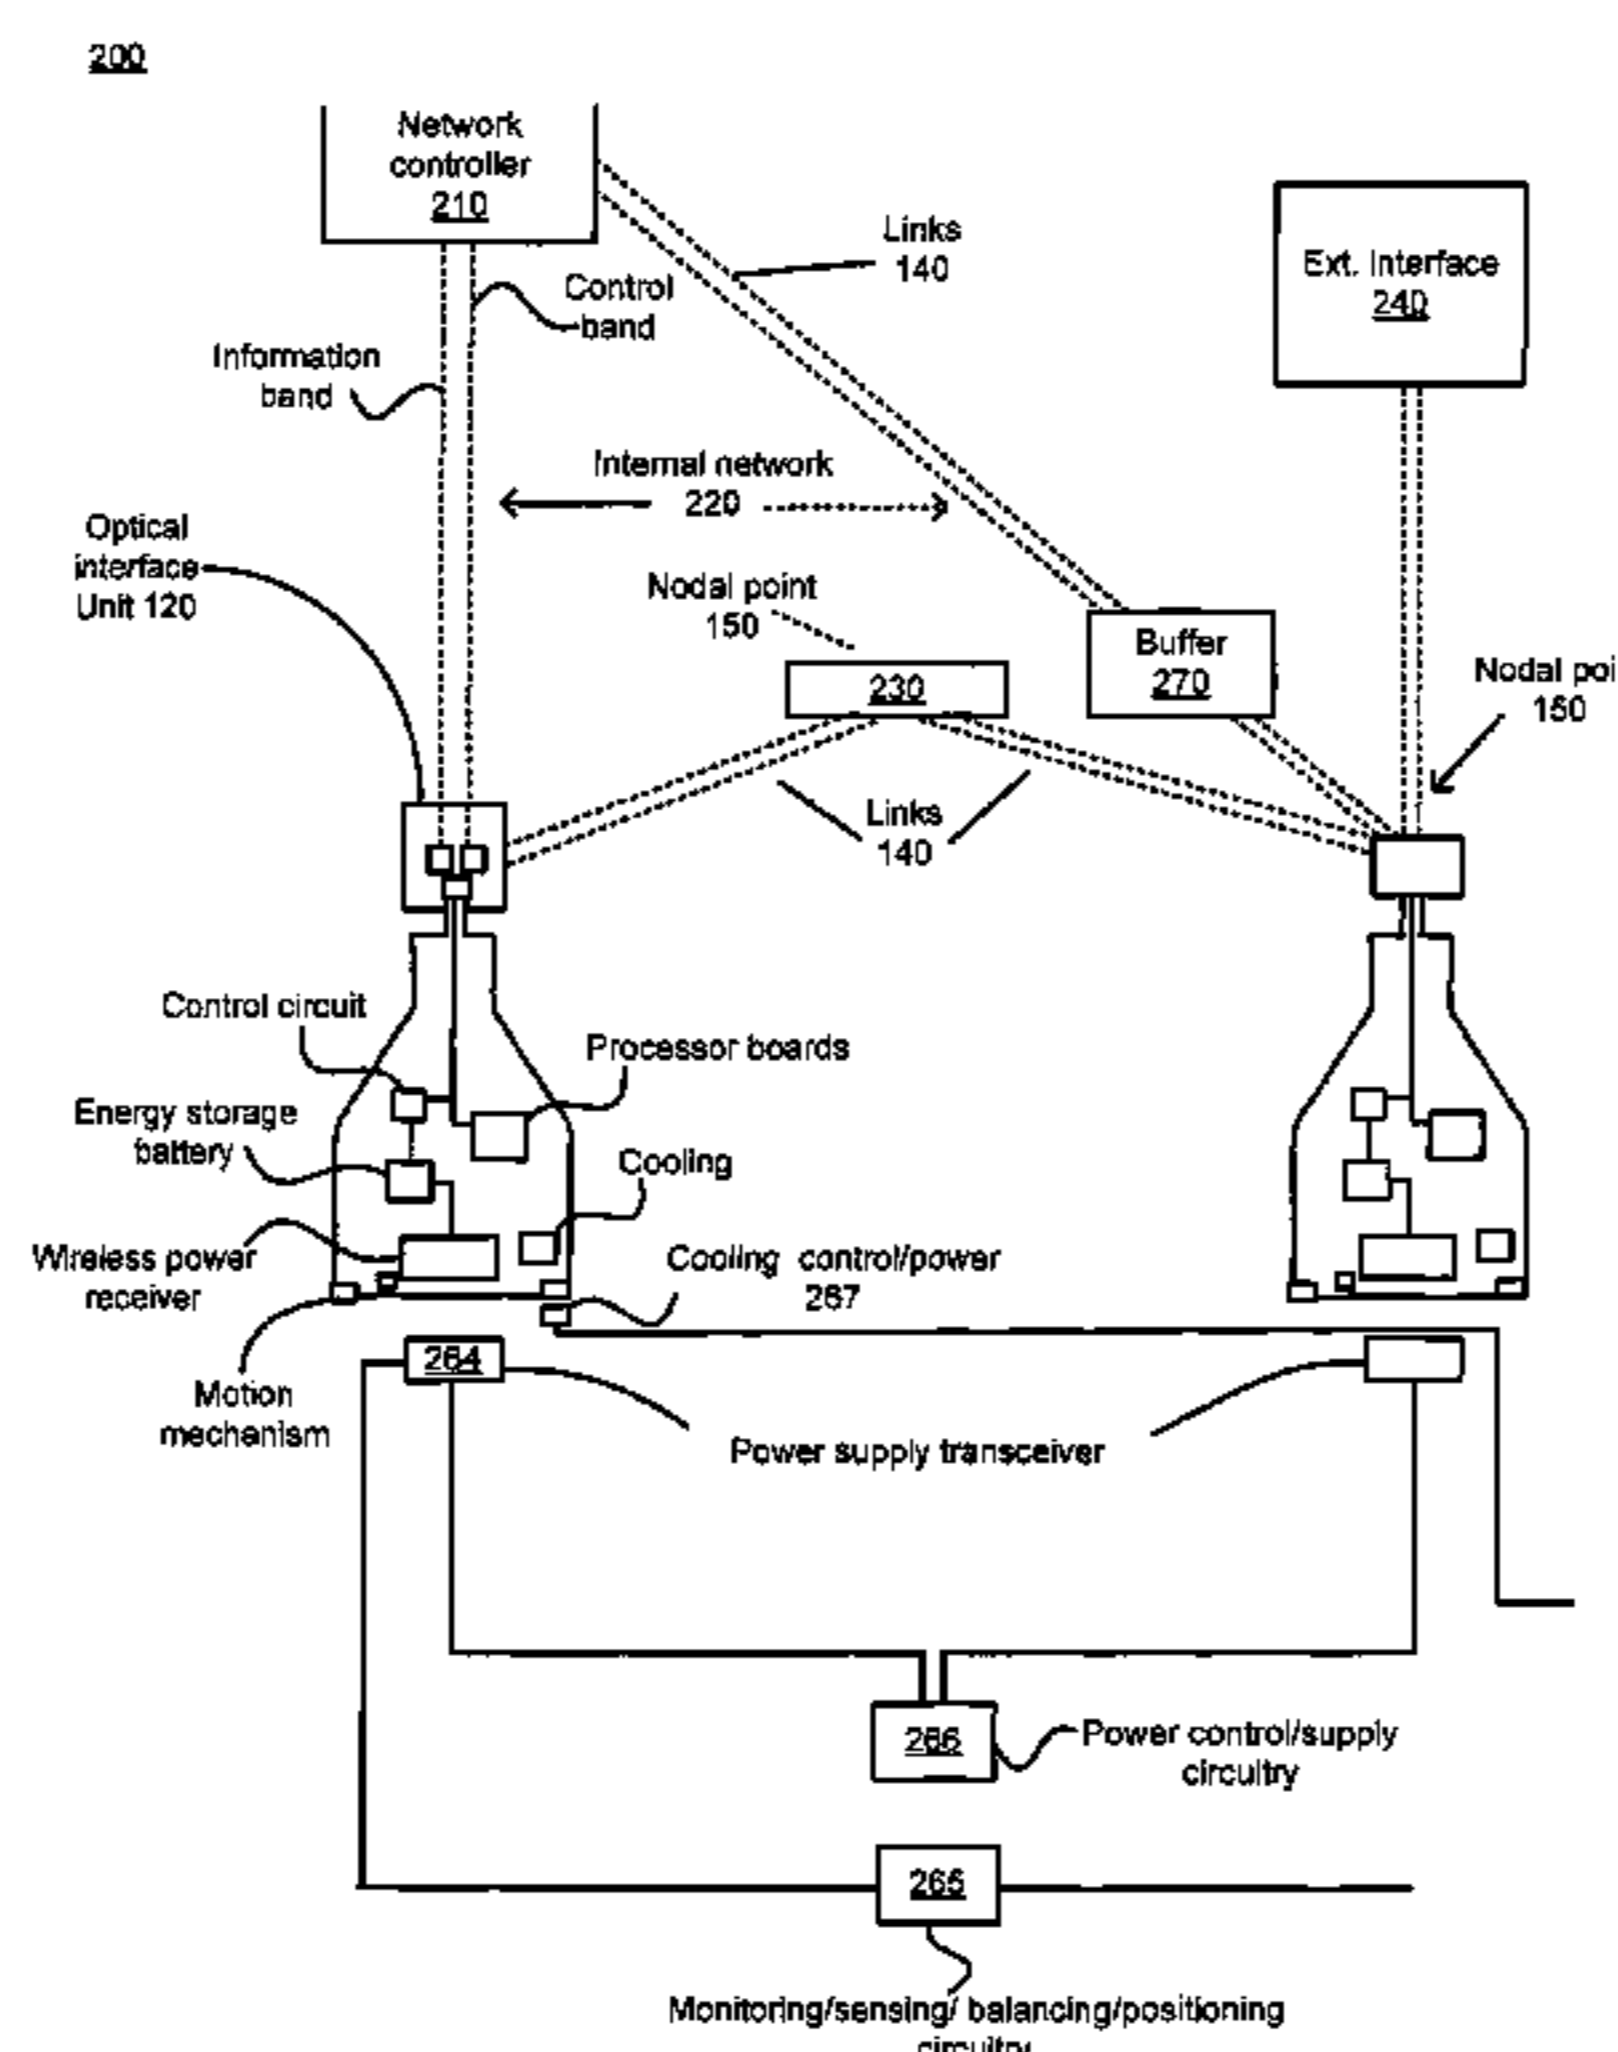 200
Network
controller
210
Links
140
Ext. Interface
240
Control
band
Information
band
Internal network
220
Optical
interface
Unit 120
Nodal point
150
Buffer
270
230
Nodal poi
150
Links
140
Control circuit
Processor boards
Energy storage
battery
Cooling
Wireless power
receiver
Cooling control/power
267
264
Motion
mechanism
Power supply transceiver
266
Power control/supply
circuitry
265
Monitoring/sensing/ balancing/positioning
circuitry